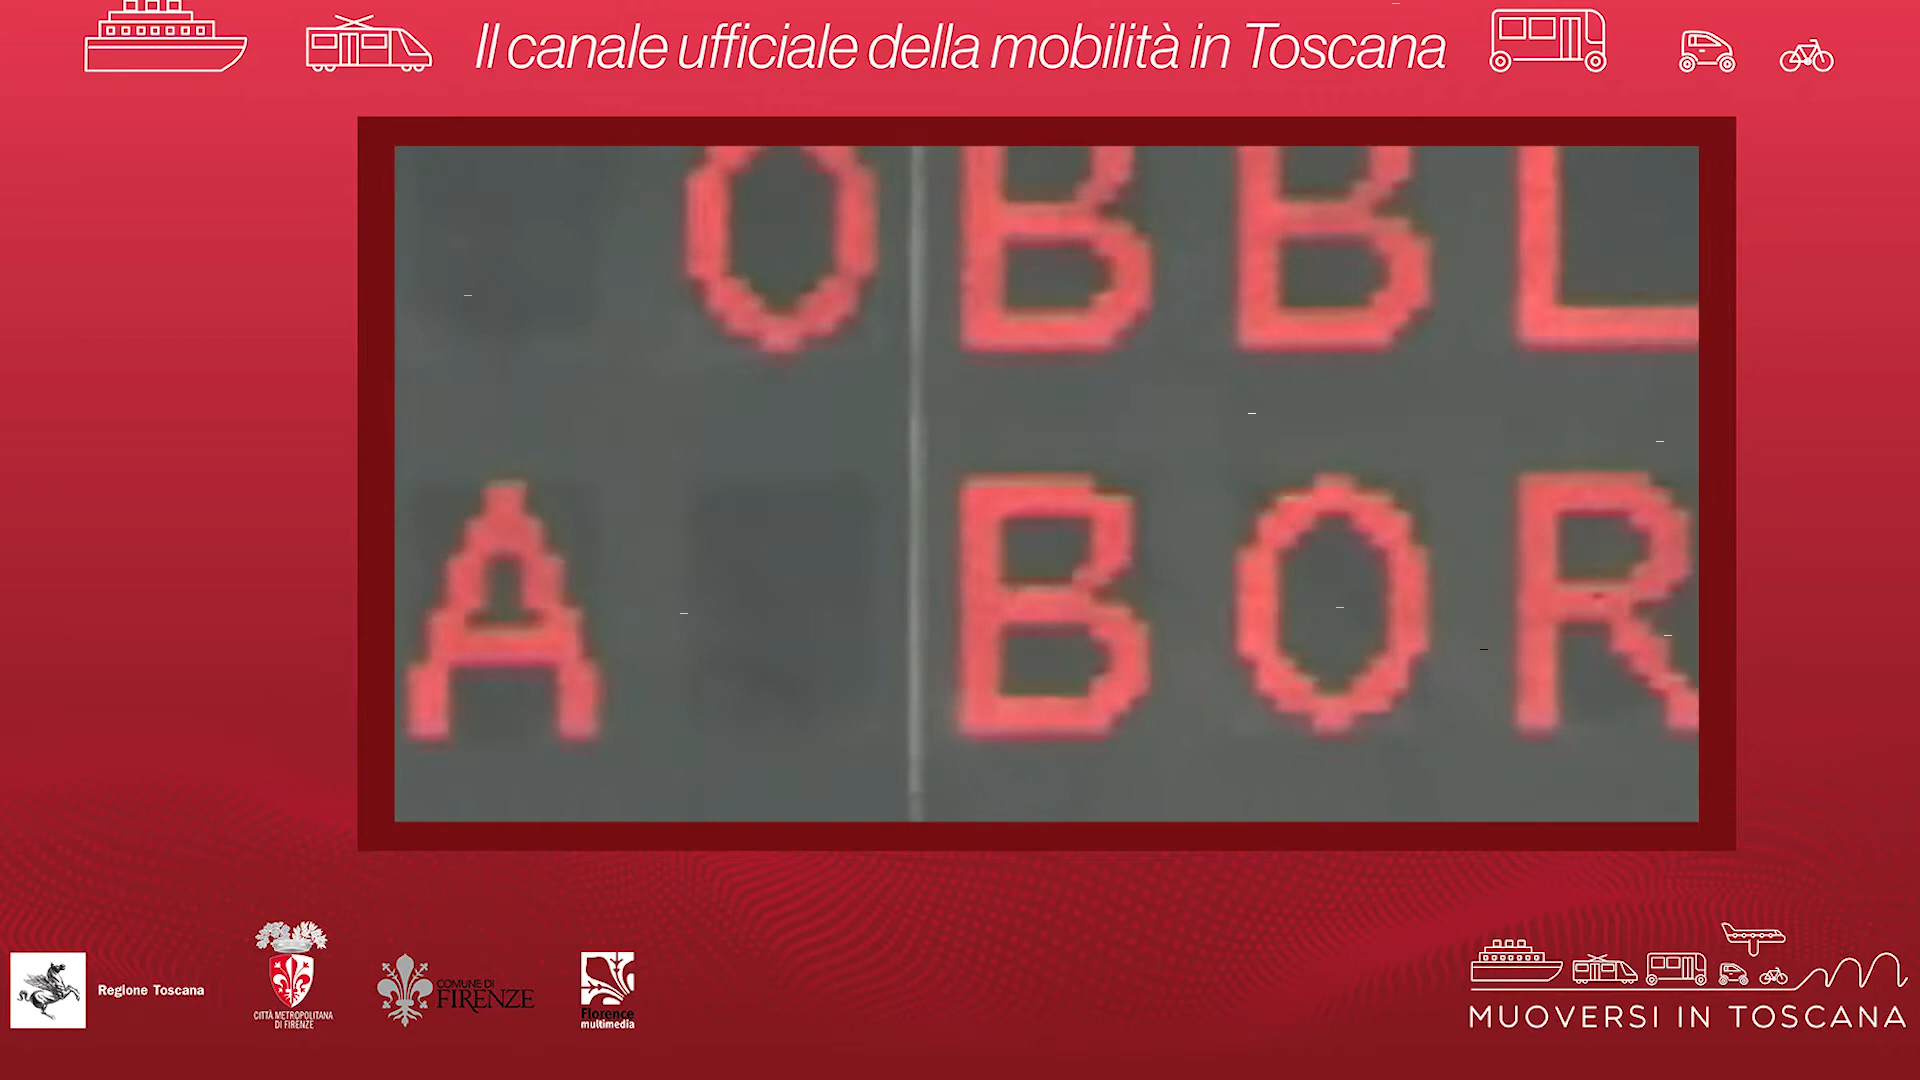 Il canale ufficiale della mobilità in Toscana
OBBL
A BOR
Regione Toscana
CITTÀ METROPOLITANA
DI FIRENZE
COMUNE DI
FIRENZE
Florence
multimedia
MUOVERSI IN TOSCANA